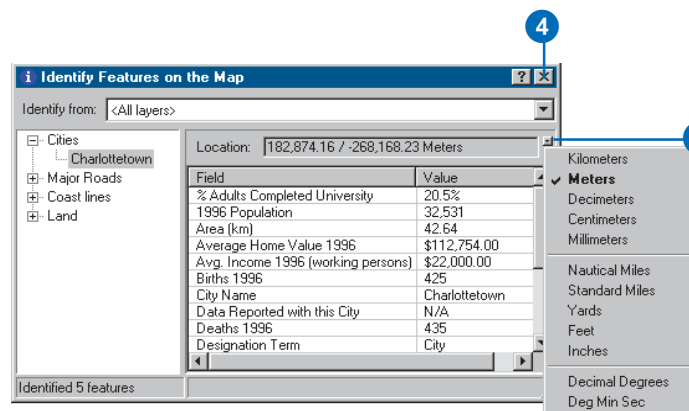 4
Identify Features on the Map
Identify from: <All layers>
Cities
Charlottetown
Major Roads
Coast lines
Land
Location: 182,874.16 / -268,168.23 Meters
Field Value
% Adults Completed University 20.5%
1996 Population 32,531
Area (km) 42.64
Average Home Value 1996 $112,754.00
Avg. Income 1996 (working persons) $22,000.00
Births 1996 425
City Name Charlottetown
Data Reported with this City N/A
Deaths 1996 435
Designation Term City
Identified 5 features
Kilometers
Meters
Decimeters
Centimeters
Millimeters
Nautical Miles
Standard Miles
Yards
Feet
Inches
Decimal Degrees
Deg Min Sec